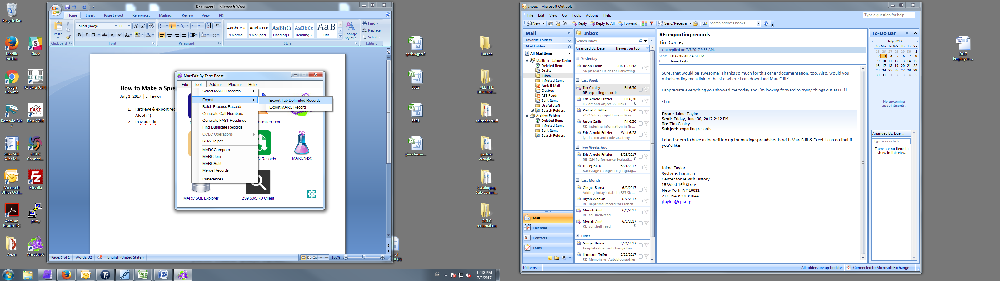 Recycle Bin
Mozilla
Firefox
Slack
Google
Chrome
KE EMu (CJH)
Komodo Edit
7
BaseX GUI
Atlas SQL
Alias M...
OCLC
Connexi...
Microsoft
Office Outl...
FileZilla
Acrobat
Reader DC
putty
Aeon
MarcEdit 6
Document1 - Microsoft Word
Home Insert Page Layout References Mailings Review View PDF
Paste
Clipboard
Calibri (Body) 11
Font
Paragraph
AaBbCcDc AaBbCcDc AaBbC AaBbCc AaB
¶ Normal ¶ No Spaci... Heading 1 Heading 2 Title
Change
Styles
Styles
Find
Replace
Select
Editing
How to Make a Spre
July 3, 2017 | J. Taylor
1. Retrieve & export rec
Aleph.")
2. In MarcEdit,
MarcEdit By Terry Reese
File Tools Add-ins Plug-ins Help
Select MARC Records
Export...
Batch Process Records
Generate Call Numbers
Generate FAST Headings
Find Duplicate Records
OCLC Operations
RDA Helper
MARCCompare
MARCJoin
MARCSplit
Merge Records
Preferences
Export Tab Delimited Records
Export MARC Record
elimited Text
AI Records
MARCNext
MARC SQL Explorer
Z39.50/SRU Client
Page: 1 of 1 Words: 32 English (United States) 100%
gerlangper2
6502
6505
yivocleanu...
Lauren
ALL THE
DOCUME...
calendar stuff
partner
cataglo...
Cataloging
Sub-comm...
OCLC
reclamation
of
lf (2)
12:18 PM
7/3/2017
Inbox - Microsoft Outlook
File Edit View Go Tools Actions Help
Type a question for help
New Reply Reply to All Forward Send/Receive Search address books
Mail
Favorite Folders
Mail Folders
All Mail Items
Mailbox - Jaime Taylor
Deleted Items
Drafts
Inbox
Infected Items
Junk E-Mail
Outbox
RSS Feeds
Sent Items
Useful stuff
Search Folders
Archive Folders
Deleted Items
Infected Items
Sent Items
Search Folders
Mail
Calendar
Contacts
Tasks
16 Items
Inbox
Search Inbox
Arranged By: Date Newest on top
Yesterday
Jason Carlin Sun 1:53 PM
Aleph Marc Fields for Harvesting
Last Week
Tim Conley Fri 6/30
RE: exporting records
Eric Arnold Fritzler Fri 6/30
LBI art and object 856 links
Rachel C. Miller Fri 6/30
YIVO Vilna project time in May ...
Jason Carlin Fri 6/30
RE: indexing information in fin...
Eric Arnold Fritzler Wed 6/28
lynda.com and code academy
Two Weeks Ago
Eric Arnold Fritzler 6/23/2017
RE: CJH Performance Evaluati...
Tracey Beck 6/21/2017
Backstage changes to [languag...
Last Month
Ginger Barna 6/9/2017
Adding today's date to 583 $k ...
Bryan Whelan 6/7/2017
RE: Baptismal record for Francis...
Moriah Amit 6/6/2017
RE: cgi shelf-read
Moriah Amit 6/5/2017
RE: cgi shelf-read
Older
Ginger Barna 5/24/2017
Template does not change Des...
Hermann Teifer 5/22/2017
RE: Memoirs vs. Autobiographies
RE: exporting records
Tim Conley
You replied on 7/3/2017 9:35 AM.
Sent: Fri 6/30/2017 4:51 PM
To: Jaime Taylor
Sure, that would be awesome! Thanks so much for this other documentation, too. Also, would you
mind sending me a link to the site where I can download MarcEdit?
I appreciate everything you showed me today and I'm looking forward to trying things out at LBI!!
-Tim
From: Jaime Taylor
Sent: Friday, June 30, 2017 2:42 PM
To: Tim Conley
Subject: exporting records
I don't seem to have a doc written up for making spreadsheets with MarcEdit & Excel. I can do that if
you'd like.
Jaime Taylor
Systems Librarian
Center for Jewish History
15 West 16th Street
New York, NY 10011
212-294-8301 x1044
jtaylor@cjh.org
To-Do Bar
July 2017
Su Mo Tu We Th Fr Sa
25 26 27 28 29 30 1
2 3 4 5 6 7 8
9 10 11 12 13 14 15
16 17 18 19 20 21 22
23 24 25 26 27 28 29
30 31 1 2 3 4 5
No upcoming
appointments.
Arranged By: Due ...
Type a new task
There are no items to
show in this view.
All folders are up to date. Connected to Microsoft Exchange
2017
Employee ...